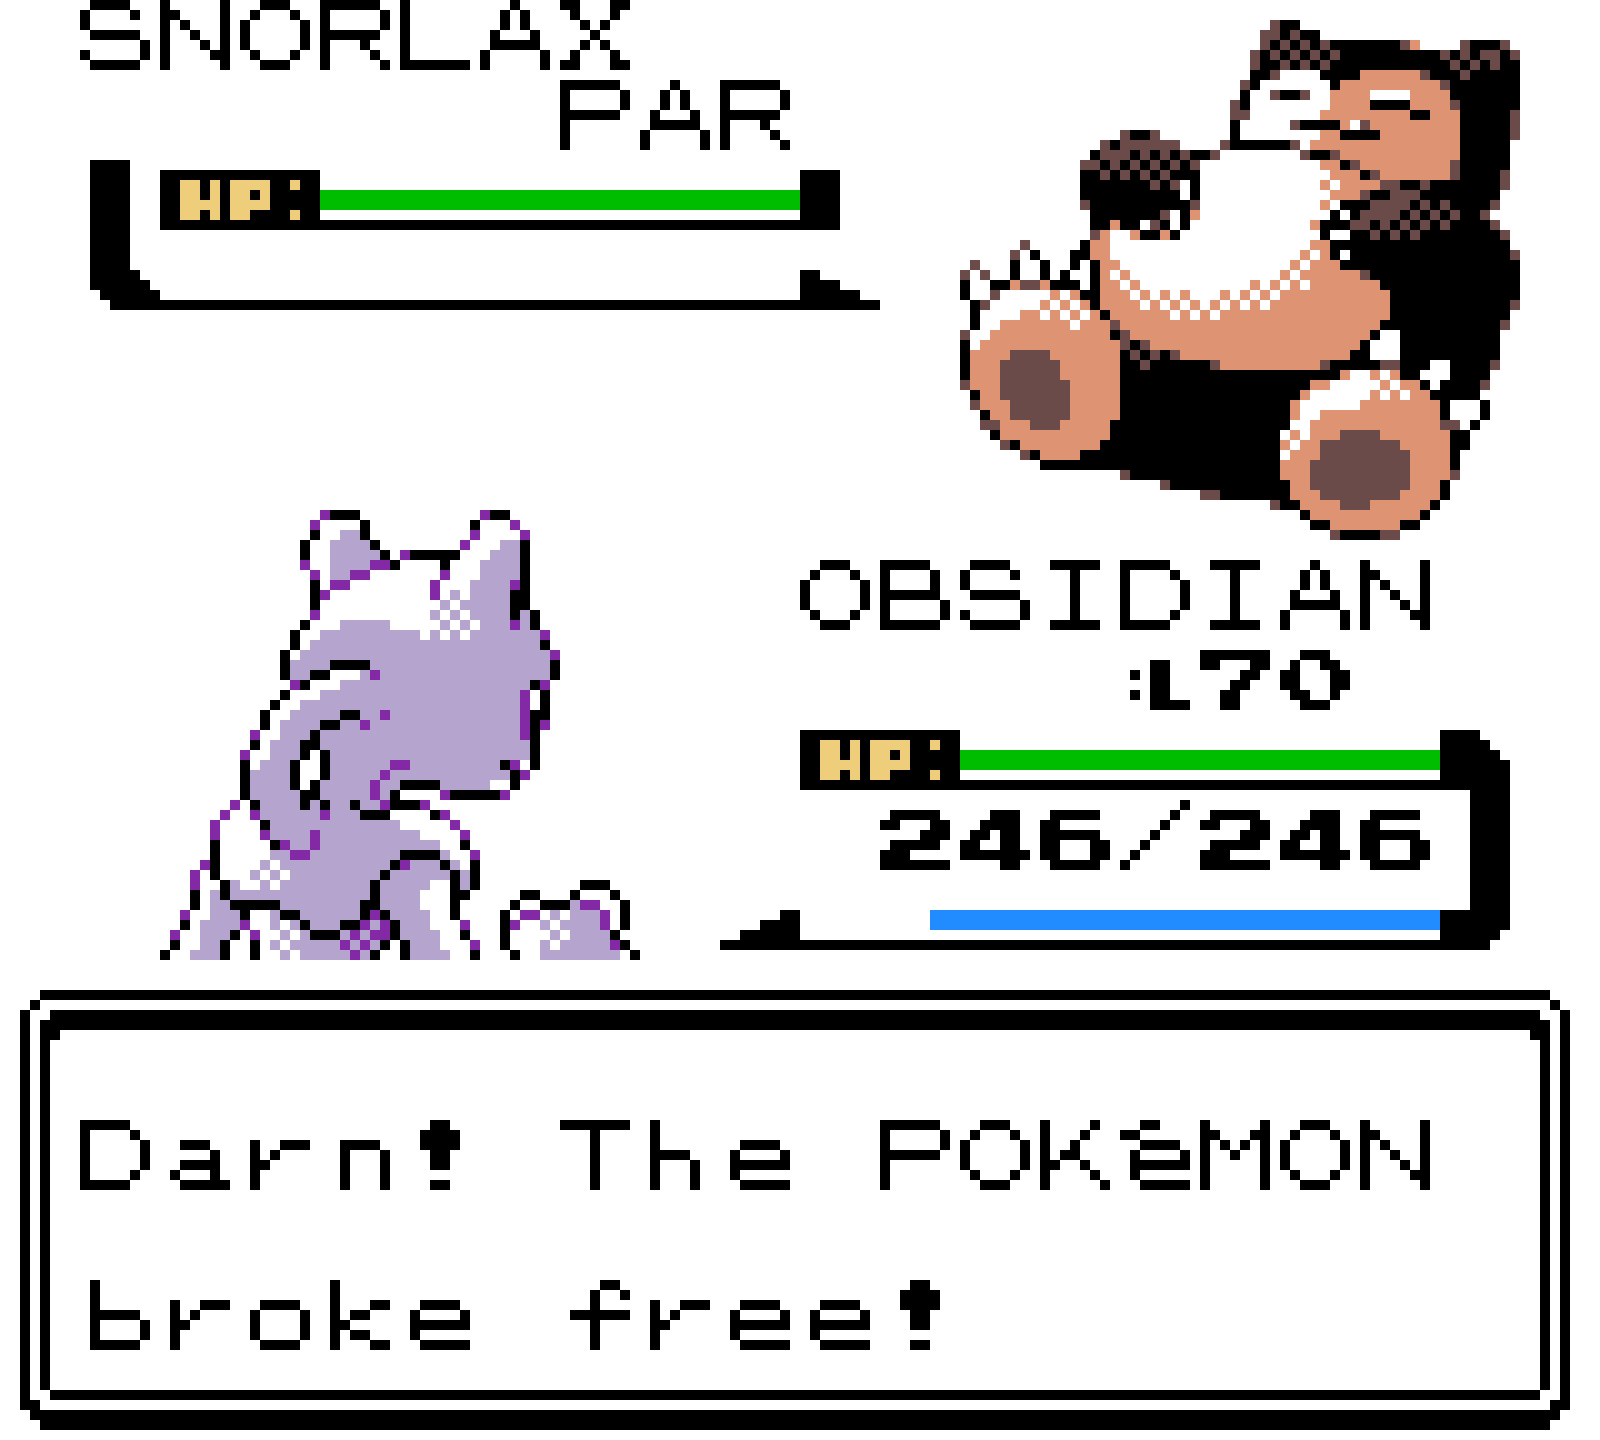 SNORLAX
PAR
HP:
OBSIDIAN
:L70
HP:
246/246
Darn! The POKéMON
broke free!